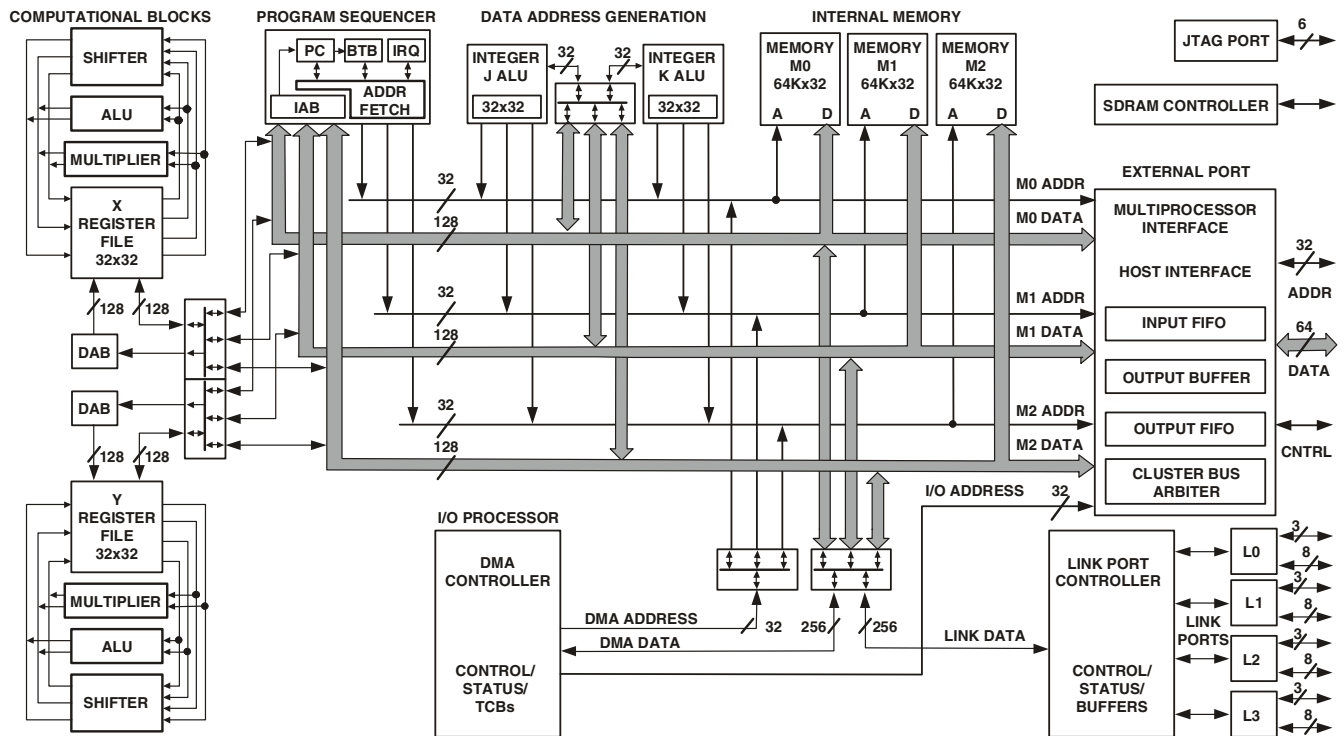 COMPUTATIONAL BLOCKS
SHIFTER
ALU
MULTIPLIER
X
REGISTER
FILE
32x32
128
128
DAB
DAB
128
128
Y
REGISTER
FILE
32x32
MULTIPLIER
ALU
SHIFTER
PROGRAM SEQUENCER
PC
BTB
IRQ
ADDR
FETCH
IAB
DATA ADDRESS GENERATION
INTEGER
J ALU
32x32
32
32
INTEGER
K ALU
32x32
INTERNAL MEMORY
MEMORY
M0
64Kx32
A
D
MEMORY
M1
64Kx32
A
D
MEMORY
M2
64Kx32
A
D
32
128
32
128
32
128
M0 ADDR
M0 DATA
M1 ADDR
M1 DATA
M2 ADDR
M2 DATA
I/O ADDRESS
32
JTAG PORT
6
SDRAM CONTROLLER
EXTERNAL PORT
MULTIPROCESSOR
INTERFACE
HOST INTERFACE
INPUT FIFO
OUTPUT BUFFER
OUTPUT FIFO
CLUSTER BUS
ARBITER
32
ADDR
64
DATA
CNTRL
I/O PROCESSOR
DMA
CONTROLLER
CONTROL/
STATUS/
TCBs
DMA ADDRESS
32
DMA DATA
256
256
LINK DATA
LINK PORT
CONTROLLER
CONTROL/
STATUS/
BUFFERS
LINK
PORTS
L0
3
8
L1
3
8
L2
3
8
L3
3
8